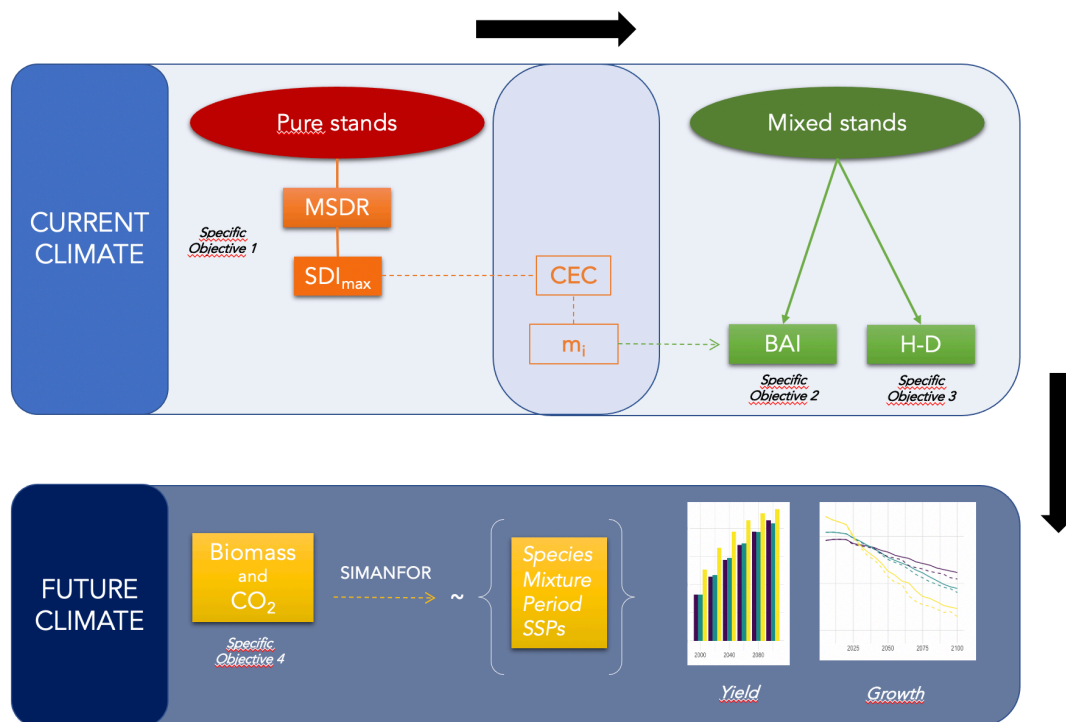 Pure stands
Mixed stands
MSDR
CURRENT
CLIMATE
Specific
Objective 1
SDImax
CEC
mi
BAI
H-D
Specific
Objective 2
Specific
Objective 3
FUTURE
CLIMATE
Biomass
and
CO2
Specific
Objective 4
SIMANFOR
~
Species
Mixture
Period
SSPs
2000 2040 2080
Yield
2025 2050 2075 2100
Growth